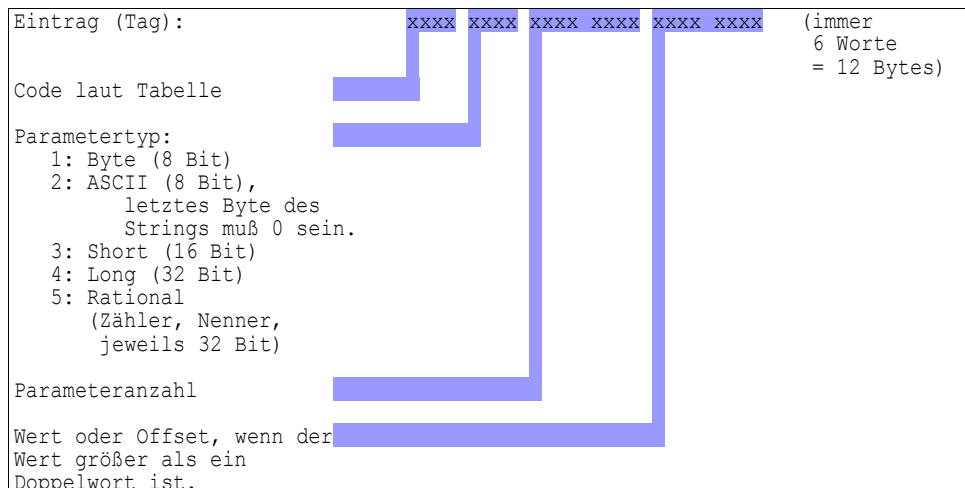 Eintrag (Tag): xxxx xxxx xxxx xxxx xxxx xxxx (immer
6 Worte
= 12 Bytes)
Code laut Tabelle
Parametertyp:
1: Byte (8 Bit)
2: ASCII (8 Bit),
letztes Byte des
Strings muß 0 sein.
3: Short (16 Bit)
4: Long (32 Bit)
5: Rational
(Zähler, Nenner,
jeweils 32 Bit)
Parameteranzahl
Wert oder Offset, wenn der
Wert größer als ein
Doppelwort ist.